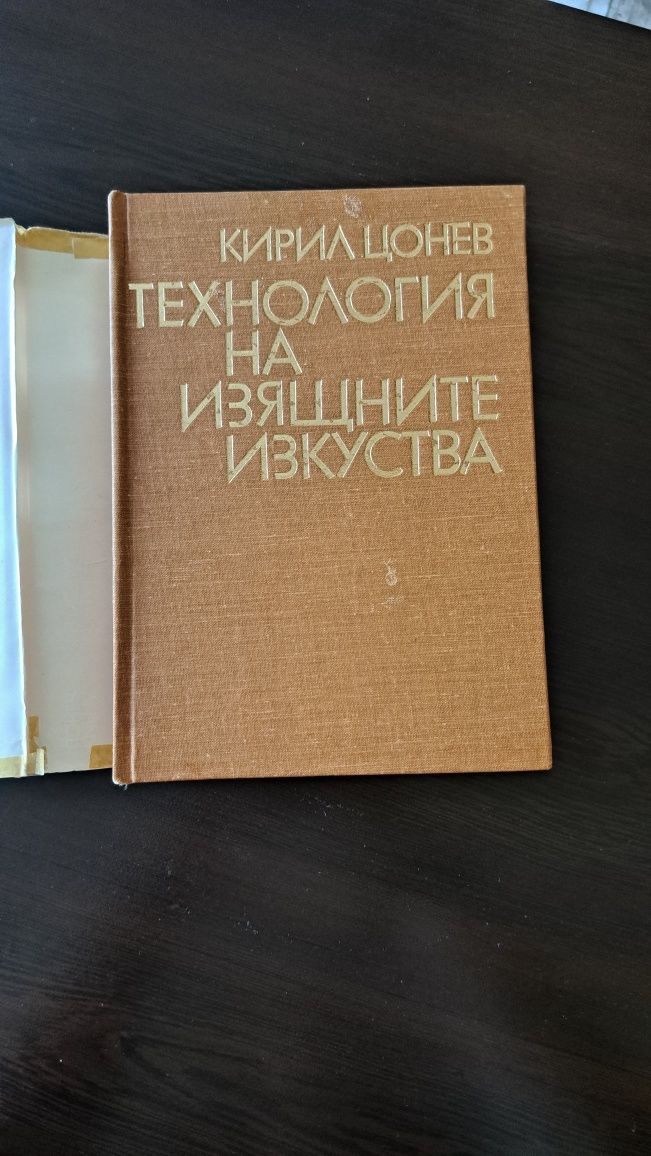 КИРИЛ ЦОНЕВ
ТЕХНОЛОГИЯ
НА
ИЗЯЩНИТЕ
ИЗКУСТВА